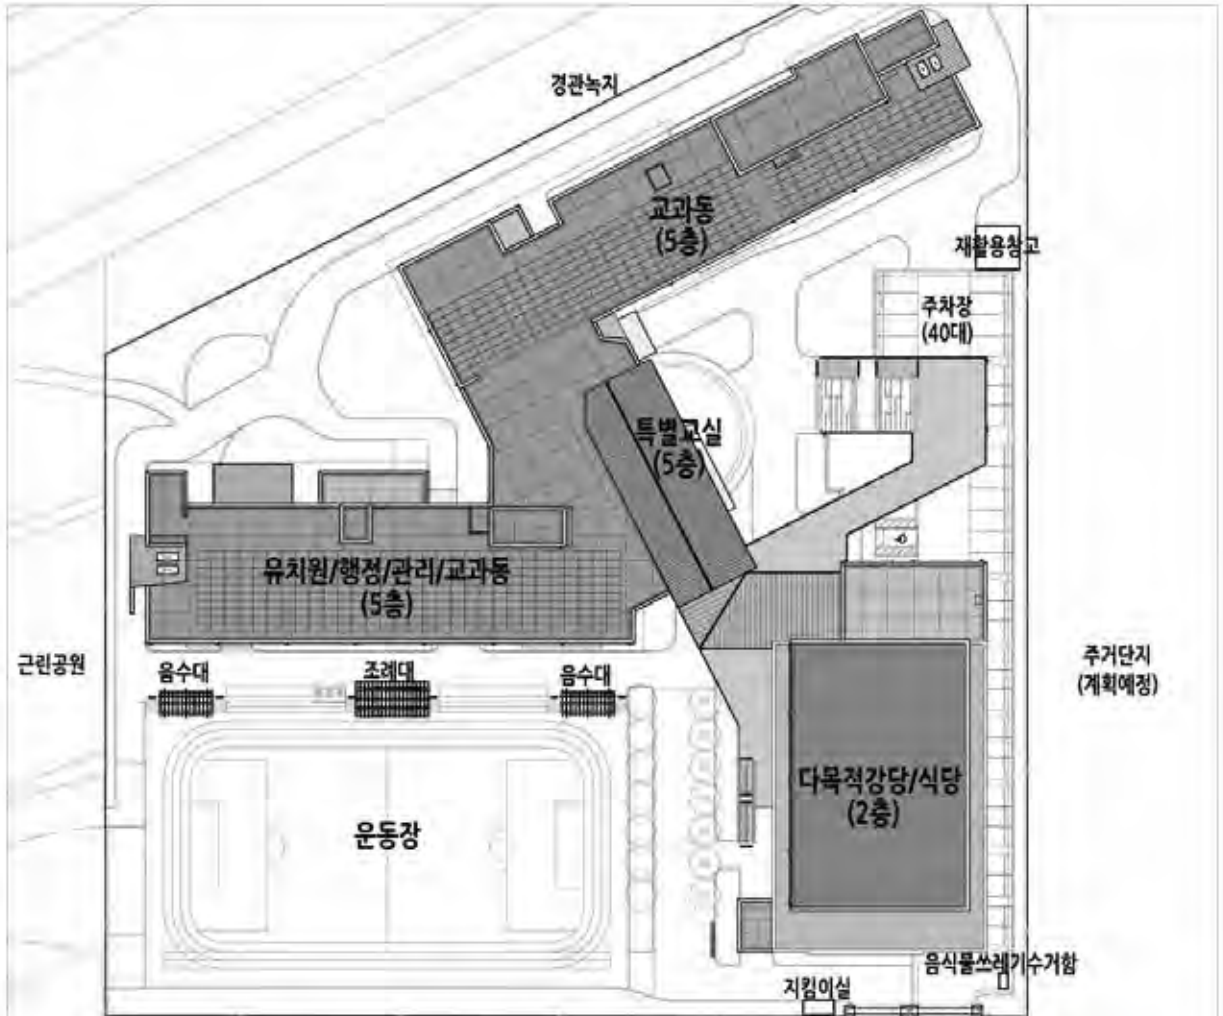 경관녹지
교과동
(5층)
재활용창고
주차장
(40대)
특별교실
(5층)
유치원/행정/관리/교과동
(5층)
근린공원
음수대
조례대
음수대
주거단지
(계획예정)
다목적강당/식당
(2층)
운동장
음식물쓰레기수거함
지킴이실